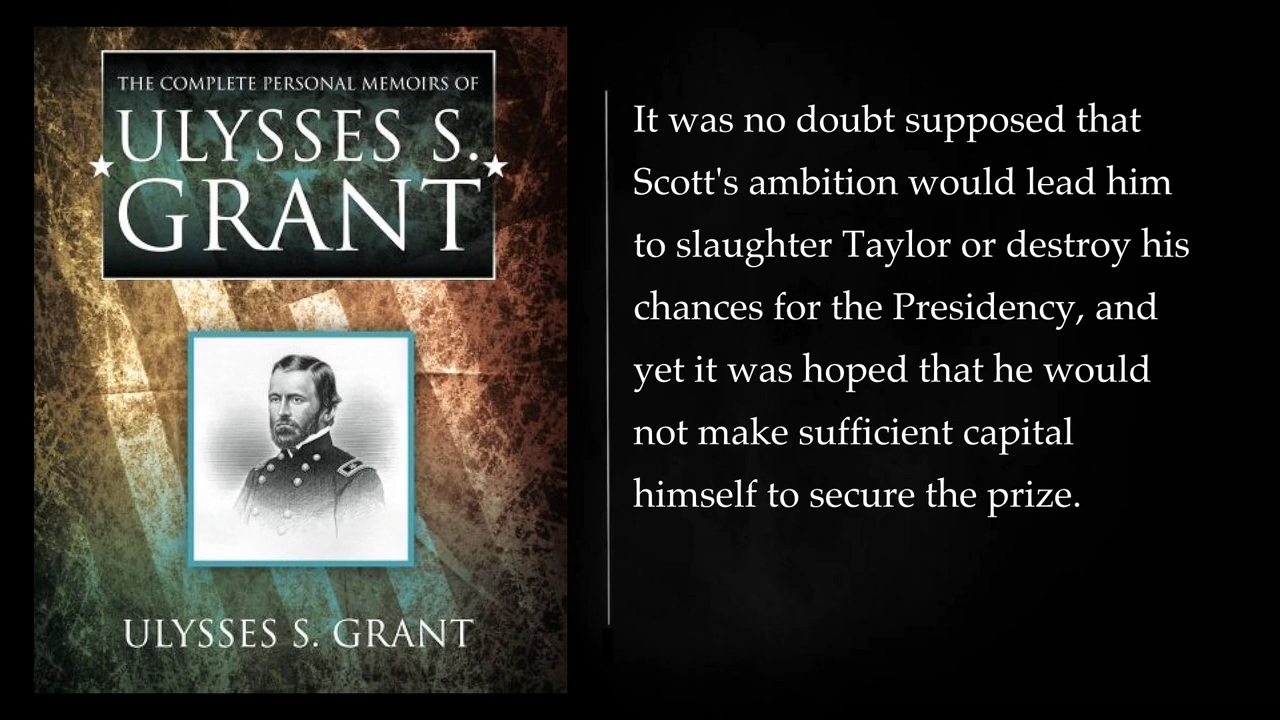 THE COMPLETE PERSONAL MEMOIRS OF
ULYSSES S.
GRANT
ULYSSES S. GRANT
It was no doubt supposed that
Scott's ambition would lead him
to slaughter Taylor or destroy his
chances for the Presidency, and
yet it was hoped that he would
not make sufficient capital
himself to secure the prize.